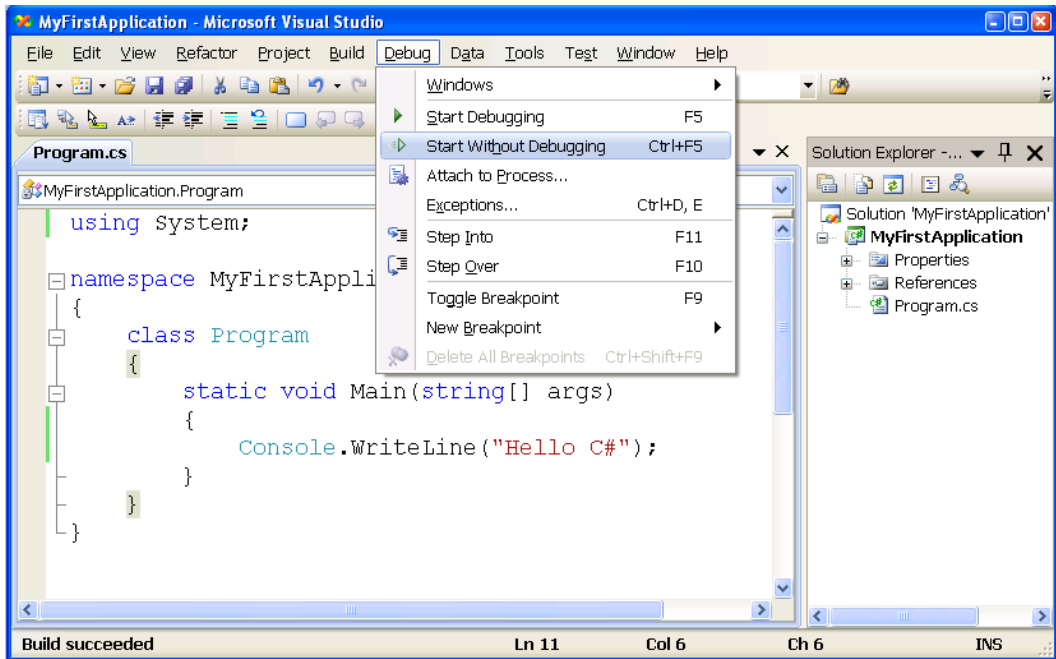 MyFirstApplication - Microsoft Visual Studio
File Edit View Refactor Project Build Debug Data Tools Test Window Help
Windows
Start Debugging F5
Start Without Debugging Ctrl+F5
Attach to Process...
Exceptions... Ctrl+D, E
Step Into F11
Step Over F10
Toggle Breakpoint F9
New Breakpoint
Delete All Breakpoints Ctrl+Shift+F9
Program.cs
MyFirstApplication.Program
using System;
namespace MyFirstAppli
{
class Program
{
static void Main(string[] args)
{
Console.WriteLine("Hello C#");
}
}
}
Solution Explorer -...
Solution 'MyFirstApplication'
MyFirstApplication
Properties
References
Program.cs
Build succeeded Ln 11 Col 6 Ch 6 INS